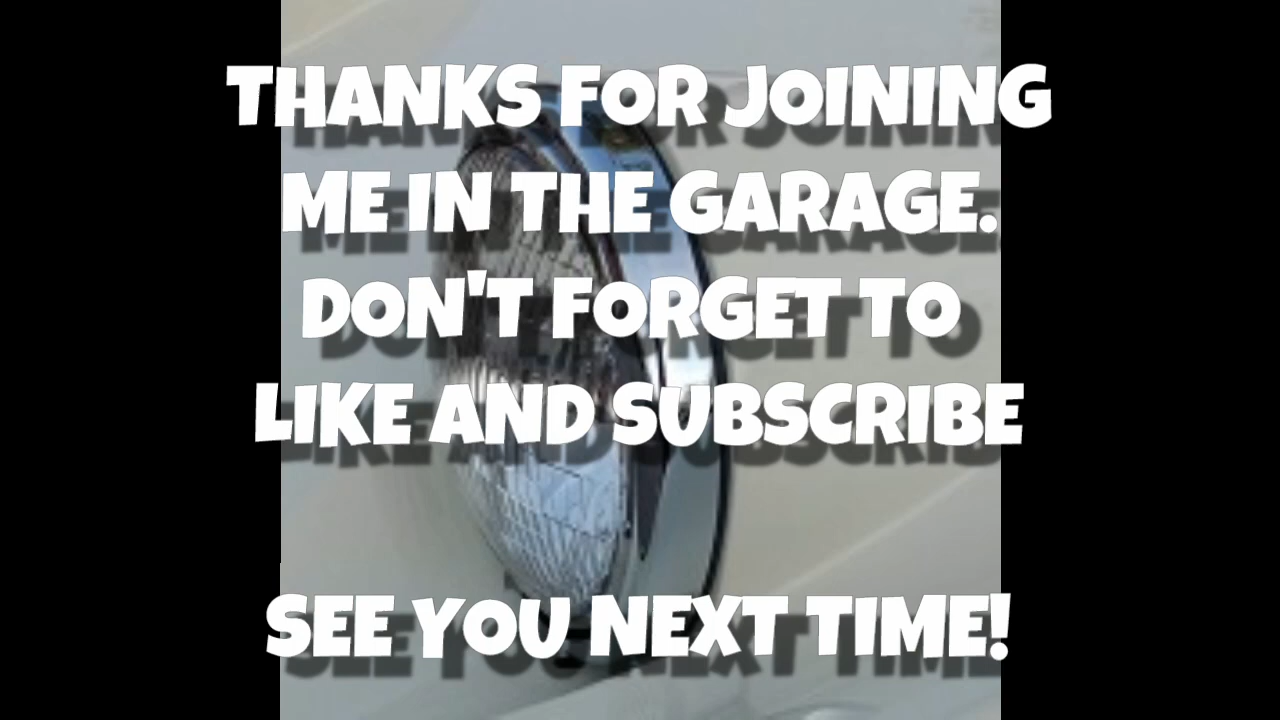 THANKS FOR JOINING
ME IN THE GARAGE.
DON'T FORGET TO
LIKE AND SUBSCRIBE
SEE YOU NEXT TIME!